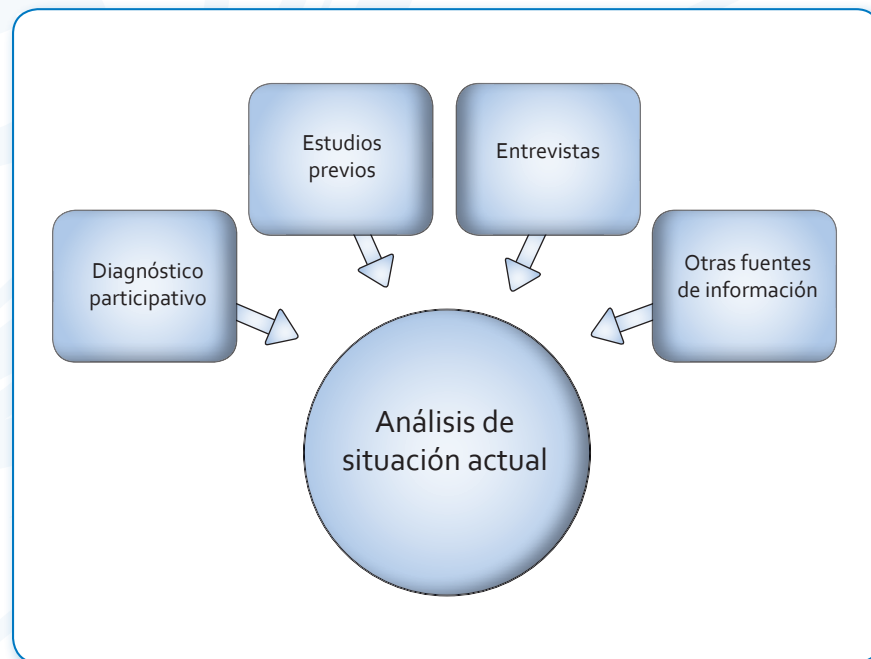 Estudios
previos
Entrevistas
Diagnóstico
participativo
Otras fuentes
de información
Análisis de
situación actual